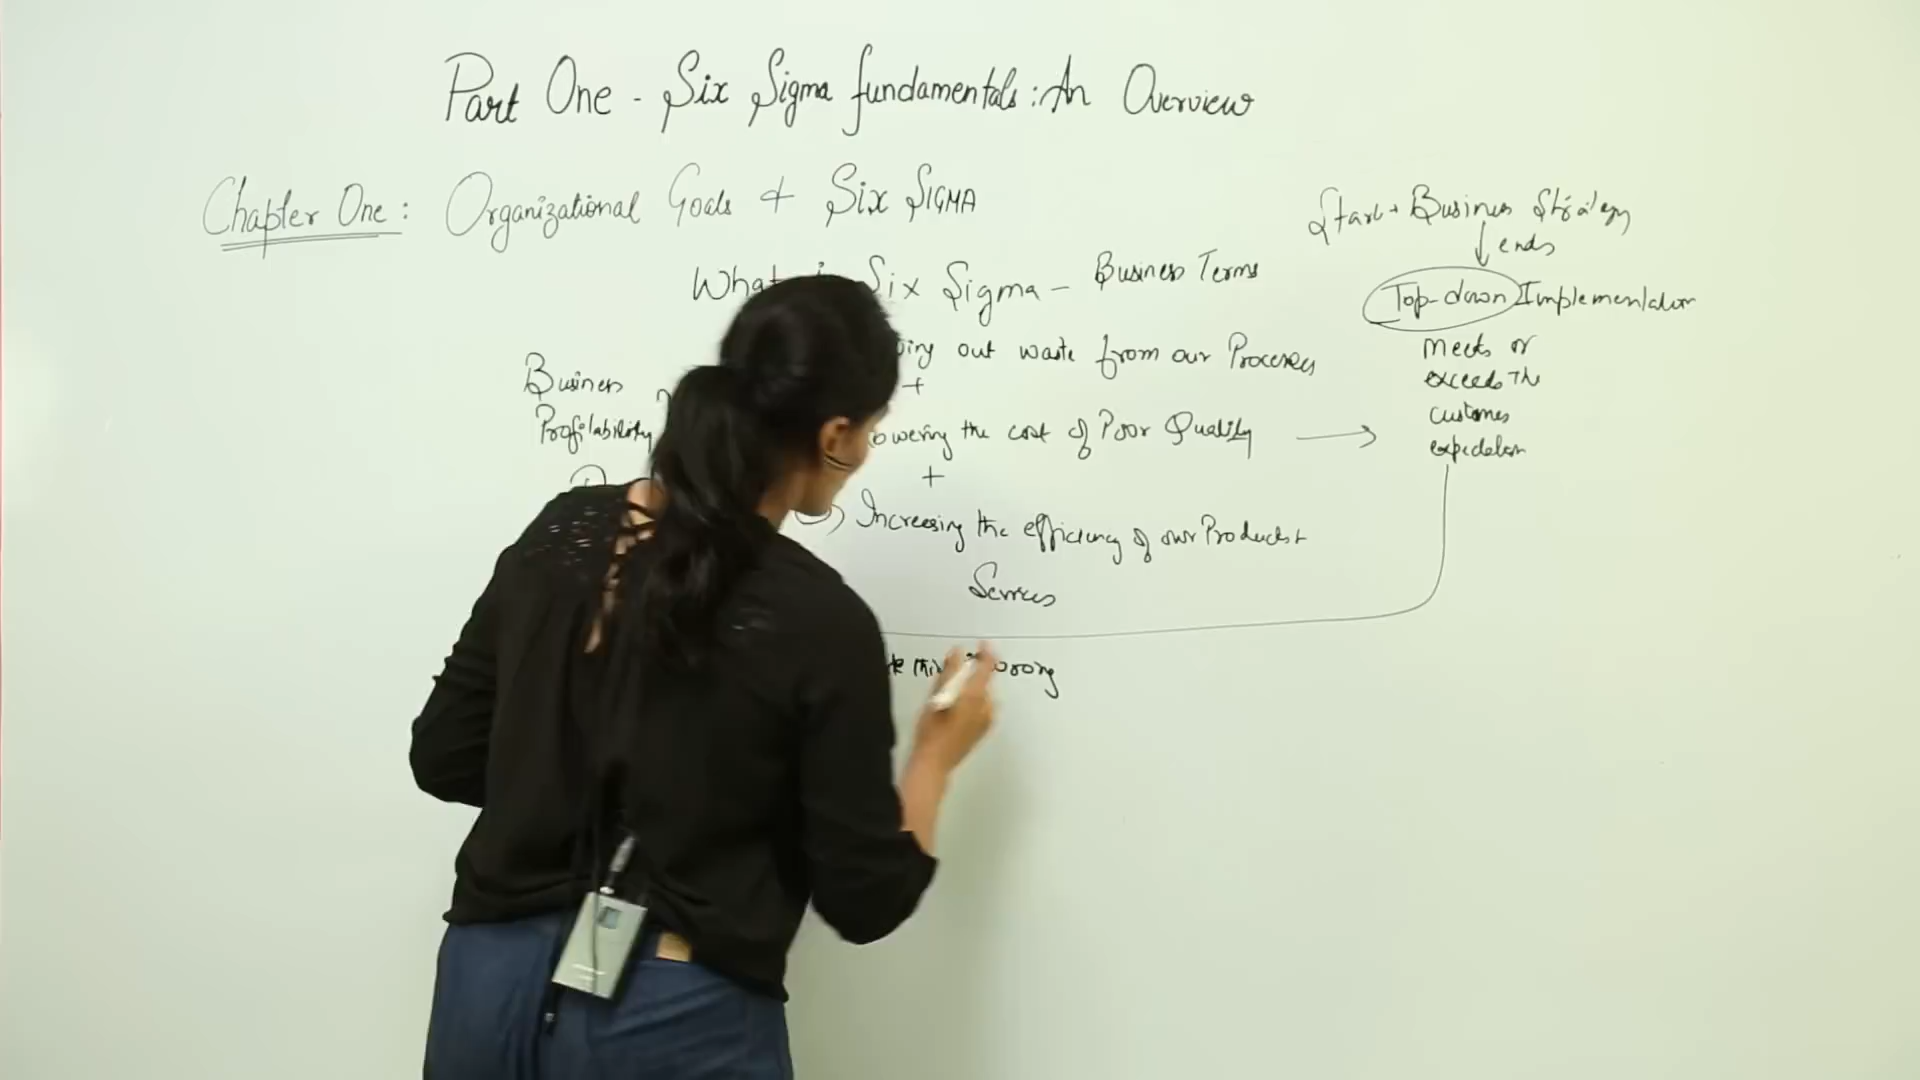 Part One - Six Sigma fundamentals: An Overview
Chapter One: Organizational Goals & Six SIGMA
Start → Business Strategy
ends
Top-down Implementation
What Six Sigma - Business Terms
out waste from our Processes
+
Business
Profitability
lowering the cost of Poor Quality →
+
Increasing the efficiency of our Products +
Services
Meets or
exceeds The
customer
expectation
wrong